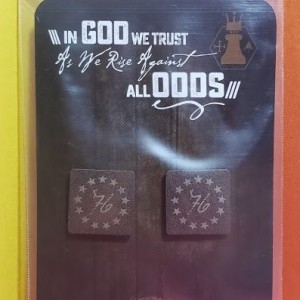 IN GOD WE TRUST
As We Rise Against
ALL ODDS
76 76